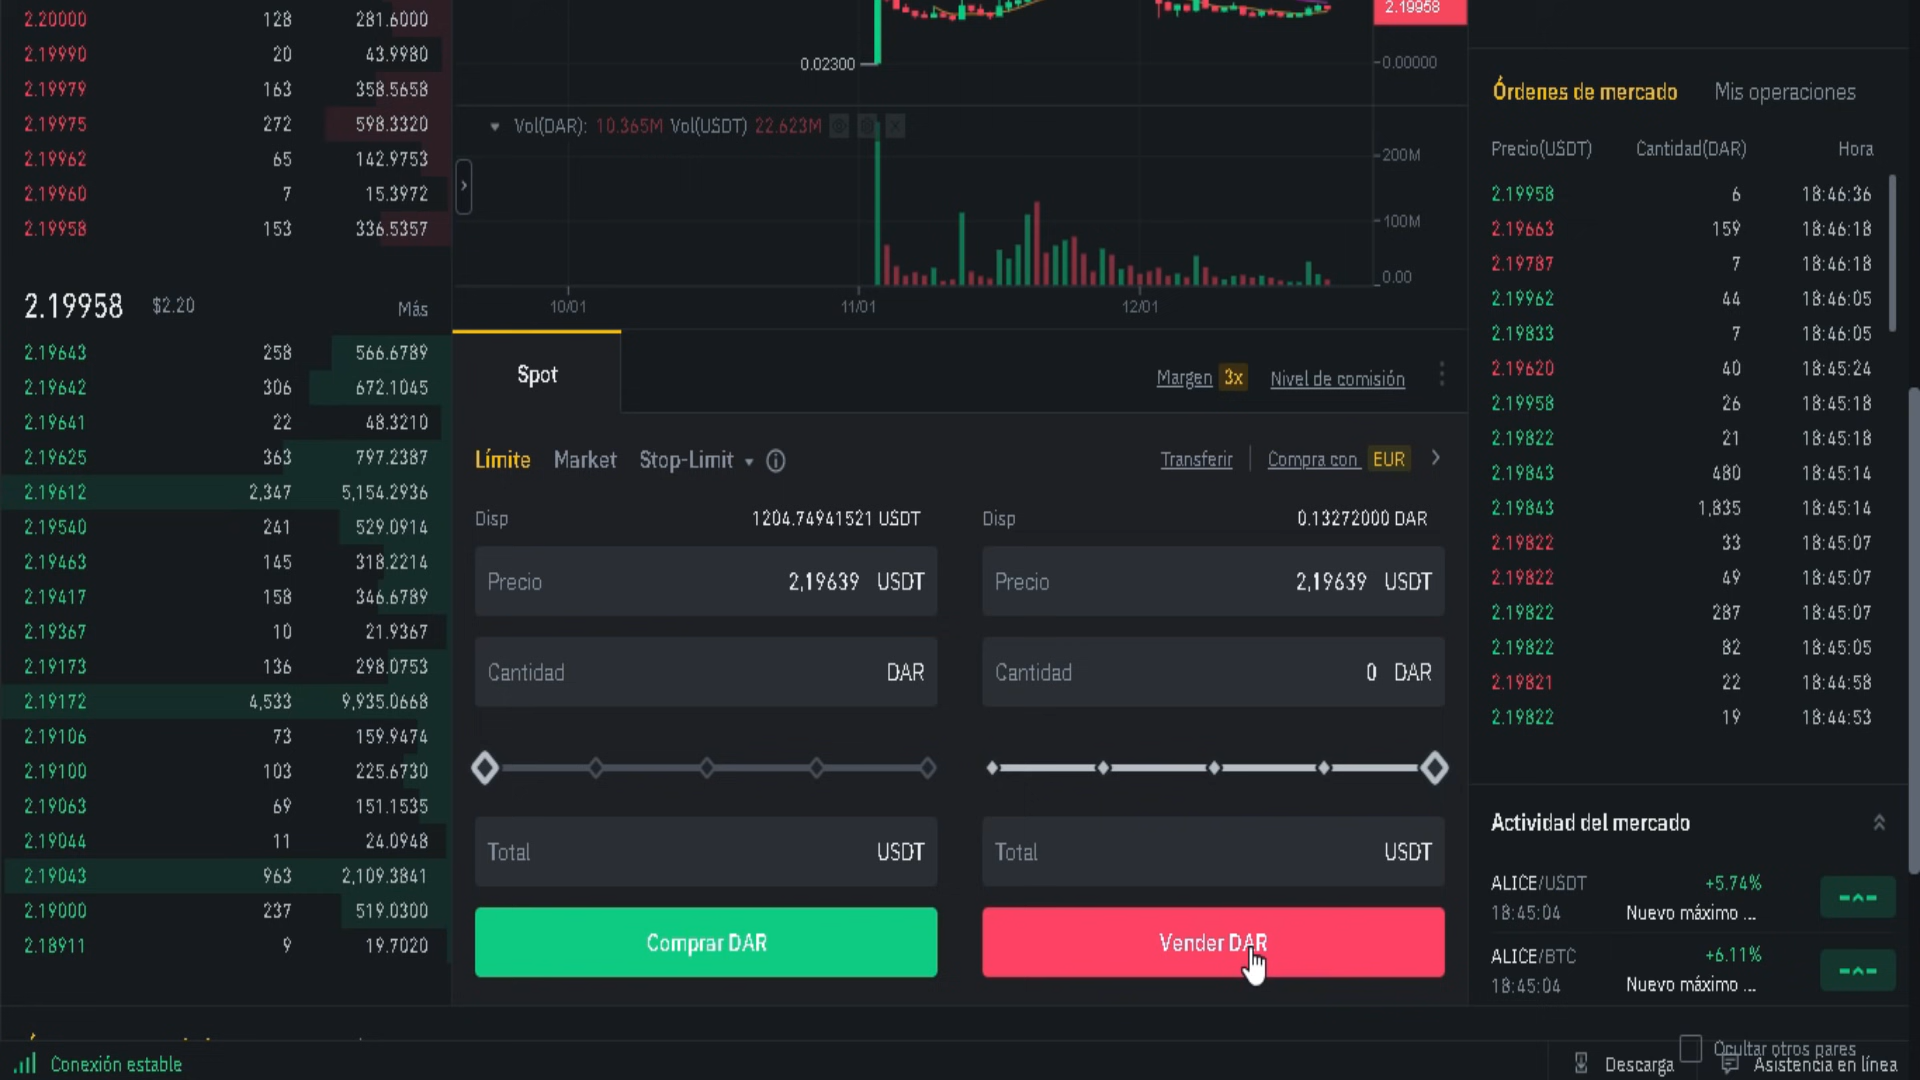 2.20000 128 281.6000
2.19990 20 43.9980
2.19979 163 358.5658
2.19975 272 598.3320
2.19962 65 142.9753
2.19960 7 15.3972
2.19958 153 336.5357
2.19958 $2.20 Más
2.19643 258 566.6789
2.19642 306 672.1045
2.19641 22 48.3210
2.19625 363 797.2387
2.19612 2,347 5,154.2936
2.19540 241 529.0914
2.19463 145 318.2214
2.19417 158 346.6789
2.19367 10 21.9367
2.19173 136 298.0753
2.19172 4,533 9,935.0668
2.19106 73 159.9474
2.19100 103 225.6730
2.19063 69 151.1535
2.19044 11 24.0948
2.19043 963 2,109.3841
2.19000 237 519.0300
2.18911 9 19.7020
2.19958
0.02300
0.00000
Vol(DAR): 10.365M Vol(USDT) 22.623M
200M
100M
0.00
10/01 11/01 12/01
Spot
Margen 3x Nivel de comisión
Límite Market Stop-Limit
Transferir Compra con EUR
Disp 1204.74941521 USDT
Precio 2,19639 USDT
Cantidad DAR
Total USDT
Comprar DAR
Disp 0.13272000 DAR
Precio 2,19639 USDT
Cantidad 0 DAR
Total USDT
Vender DAR
Órdenes de mercado Mis operaciones
Precio(USDT) Cantidad(DAR) Hora
2.19958 6 18:46:36
2.19663 159 18:46:18
2.19787 7 18:46:18
2.19962 44 18:46:05
2.19833 7 18:46:05
2.19620 40 18:45:24
2.19958 26 18:45:18
2.19822 21 18:45:18
2.19843 480 18:45:14
2.19843 1,835 18:45:14
2.19822 33 18:45:07
2.19822 49 18:45:07
2.19822 287 18:45:07
2.19822 82 18:45:05
2.19821 22 18:44:58
2.19822 19 18:44:53
Actividad del mercado
ALICE/USDT +5.74%
18:45:04 Nuevo máximo ...
ALICE/BTC +6.11%
18:45:04 Nuevo máximo ...
Ocultar otros pares
Conexión estable
Descarga Asistencia en línea